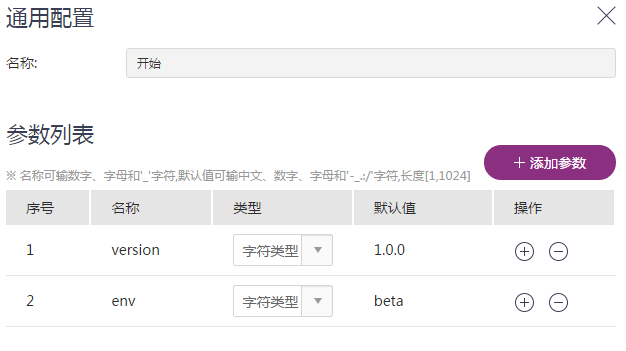 通用配置
名称: 开始
参数列表
+ 添加参数
※ 名称可输数字、字母和'_'字符,默认值可输中文、数字、字母和'-_.:/'字符,长度[1,1024]
序号 名称 类型 默认值 操作
1 version 字符类型 1.0.0
2 env 字符类型 beta